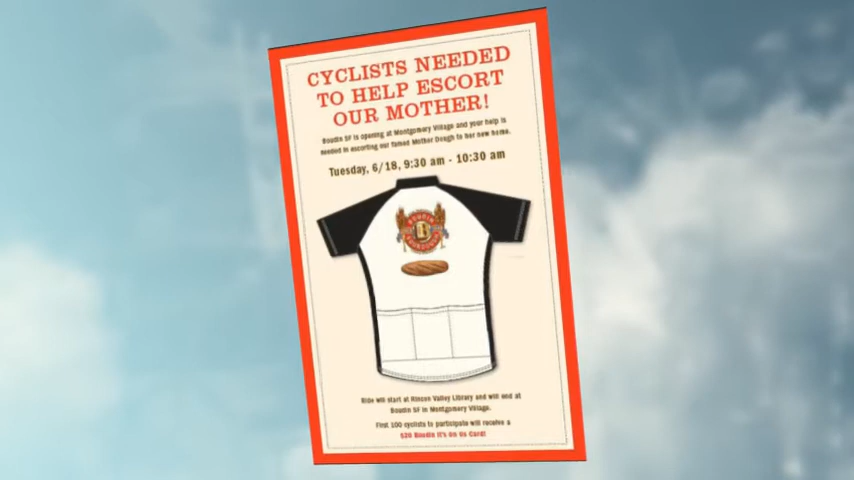 CYCLISTS NEEDED
TO HELP ESCORT
OUR MOTHER!
Boudin SF is opening at Montgomery Village and your help is
needed in escorting our famed Mother Dough to her new home.
Tuesday, 6/18, 9:30 am - 10:30 am
BOUDIN
B
SOURDOUGH
Ride will start at Rincon Valley Library and will end at
Boudin SF in Montgomery Village.
First 100 cyclists to participate will receive a
$20 Boudin It's On Us Card!